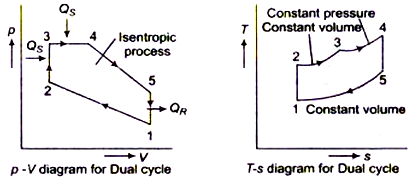 p
Q_S
3
4
Isentropic
process
Q_S
2
5
Q_R
1
V
p -V diagram for Dual cycle
Constant pressure
Constant volume
T
4
3
2
5
1
Constant volume
s
T-s diagram for Dual cycle